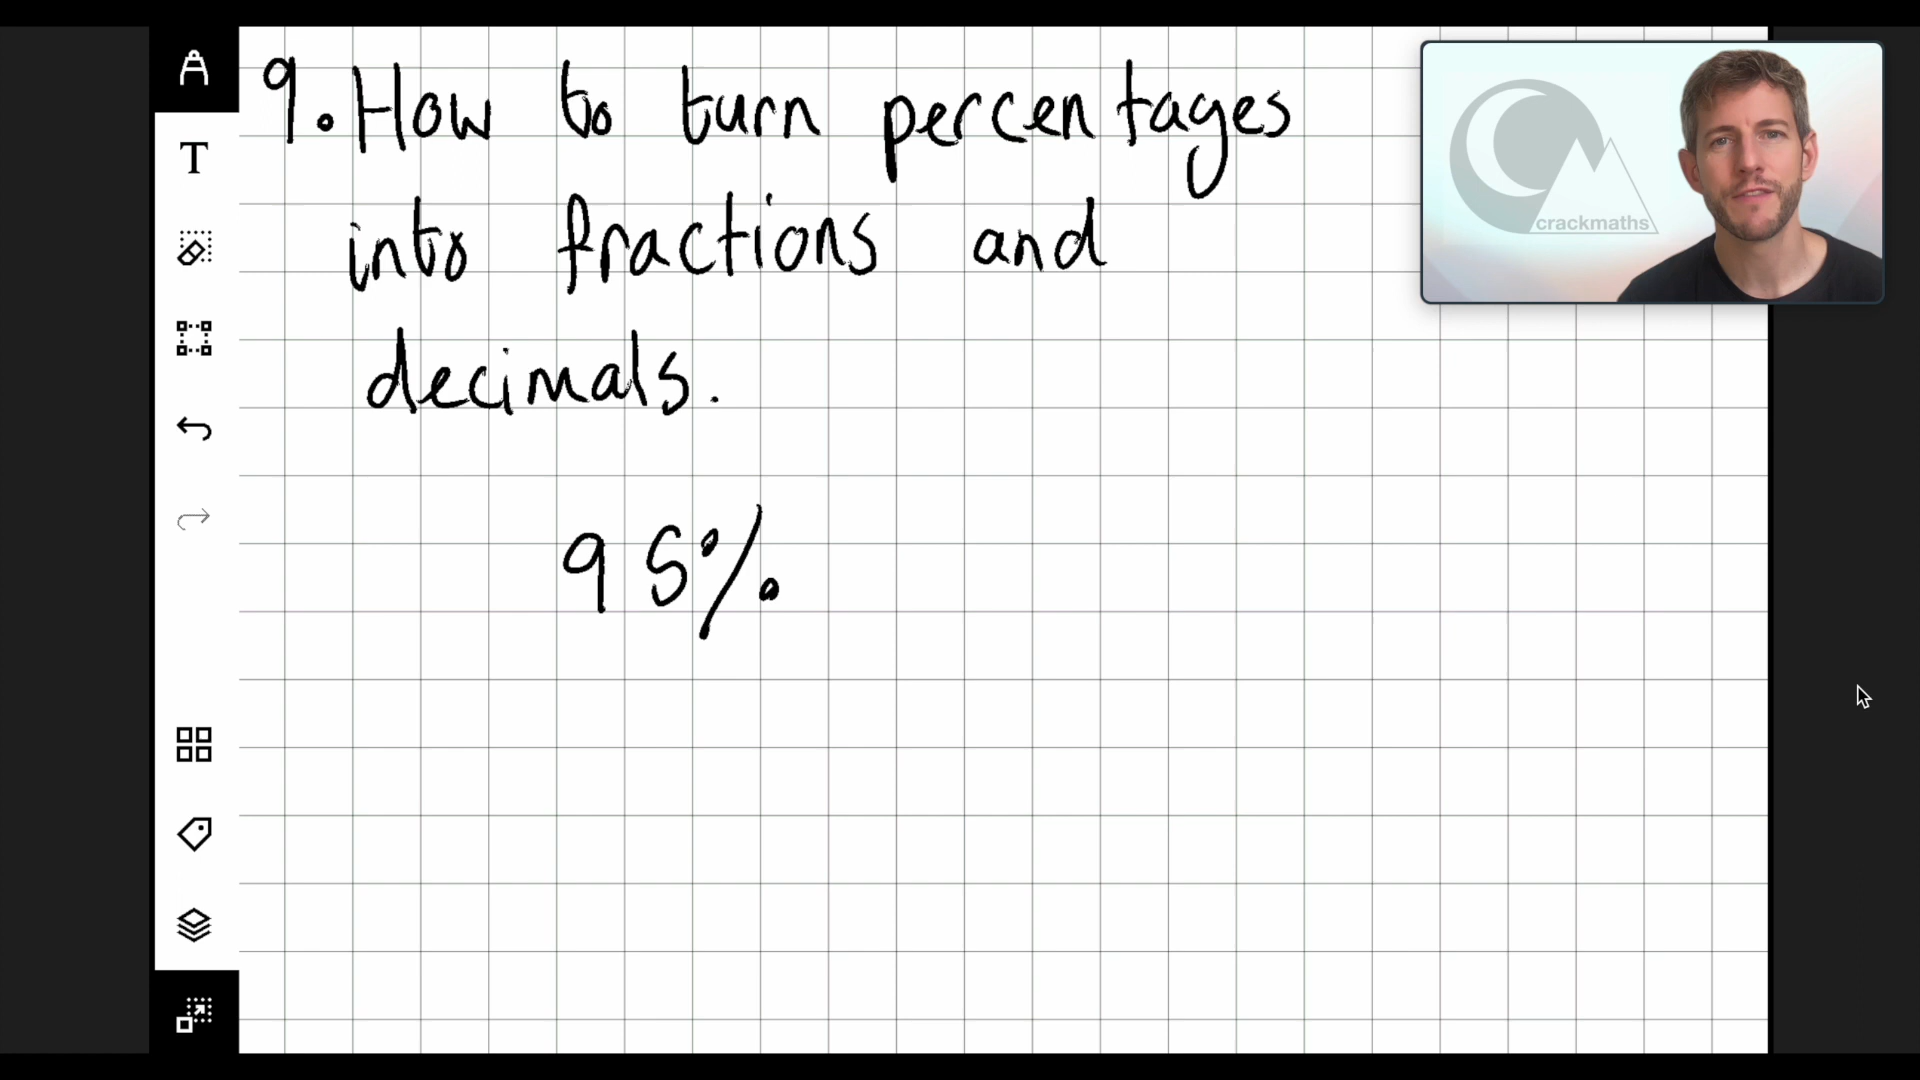 9. How to turn percentages
into fractions and
decimals.
95%
crackmaths
T